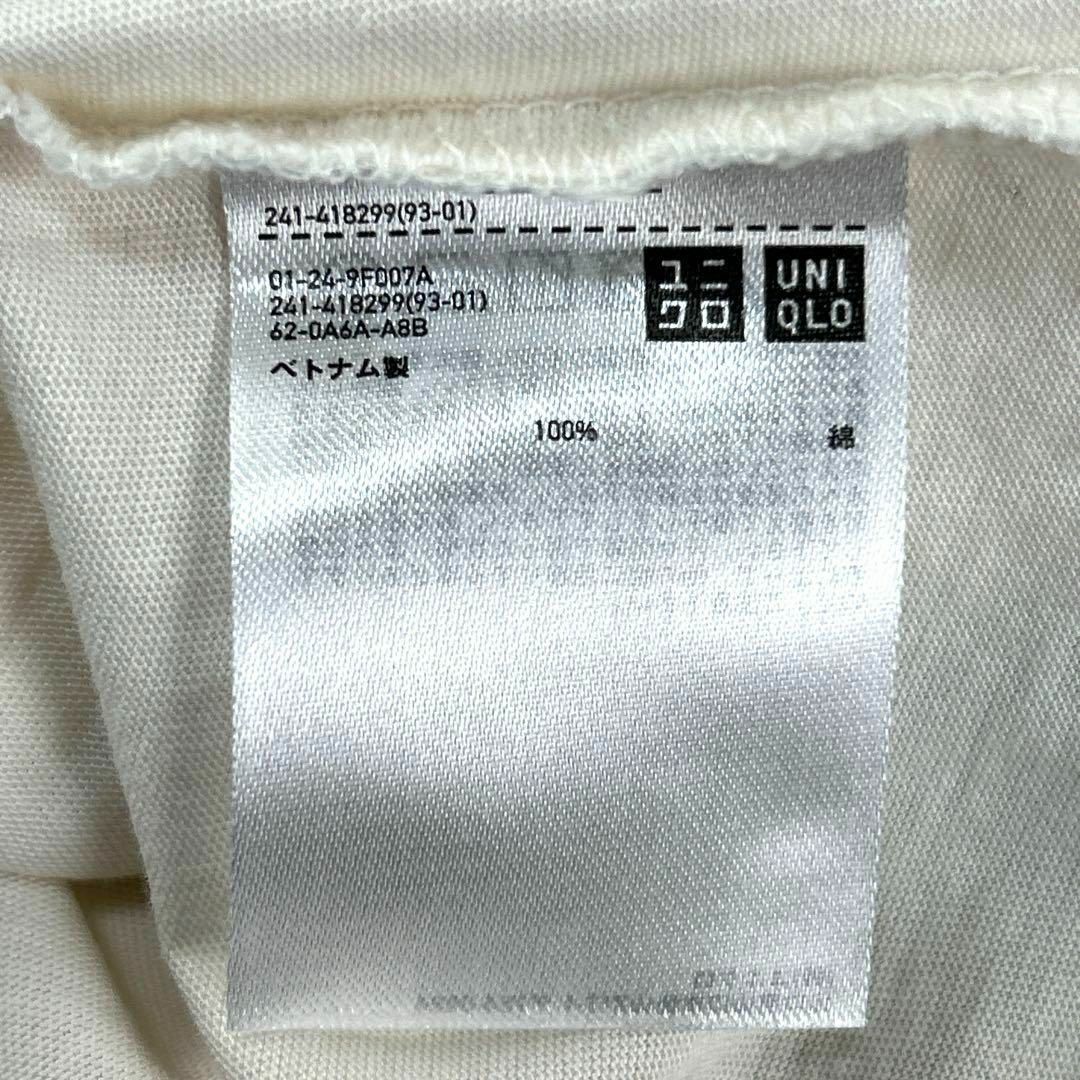 241-418299(93-01)
01-24-9F007A
241-418299(93-01)
62-0A6A-A8B
ベトナム製
ユニ
クロ
UNI
QLO
100% 綿